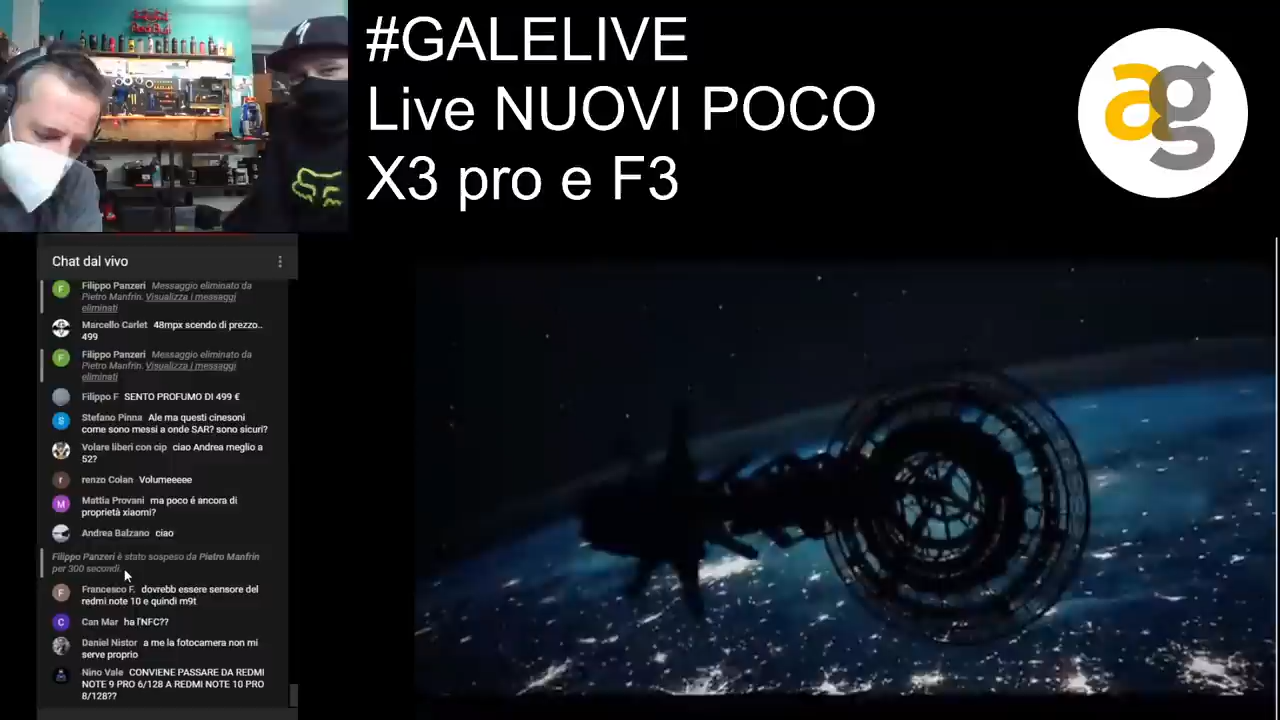 #GALELIVE
Live NUOVI POCO
X3 pro e F3
ag
Chat dal vivo
Filippo Panzeri Messaggio eliminato da
Pietro Manfrin. Visualizza i messaggi
eliminati
Marcello Carlet 48mpx scendo di prezzo..
499
Filippo Panzeri Messaggio eliminato da
Pietro Manfrin. Visualizza i messaggi
eliminati
Filippo F SENTO PROFUMO DI 499 €
Stefano Pinna Ale ma questi cinesoni
come sono messi a onde SAR? sono sicuri?
Volare liberi con cip ciao Andrea meglio a
52?
renzo Colan Volumeeeee
Mattia Provani ma poco é ancora di
proprietà xiaomi?
Andrea Balzano ciao
Filippo Panzeri è stato sospeso da Pietro Manfrin
per 300 secondi.
Francesco F. dovrebb essere sensore del
redmi note 10 e quindi m9t
Can Mar ha l'NFC??
Daniel Nistor a me la fotocamera non mi
serve proprio
Nino Vale CONVIENE PASSARE DA REDMI
NOTE 9 PRO 6/128 A REDMI NOTE 10 PRO
8/128??